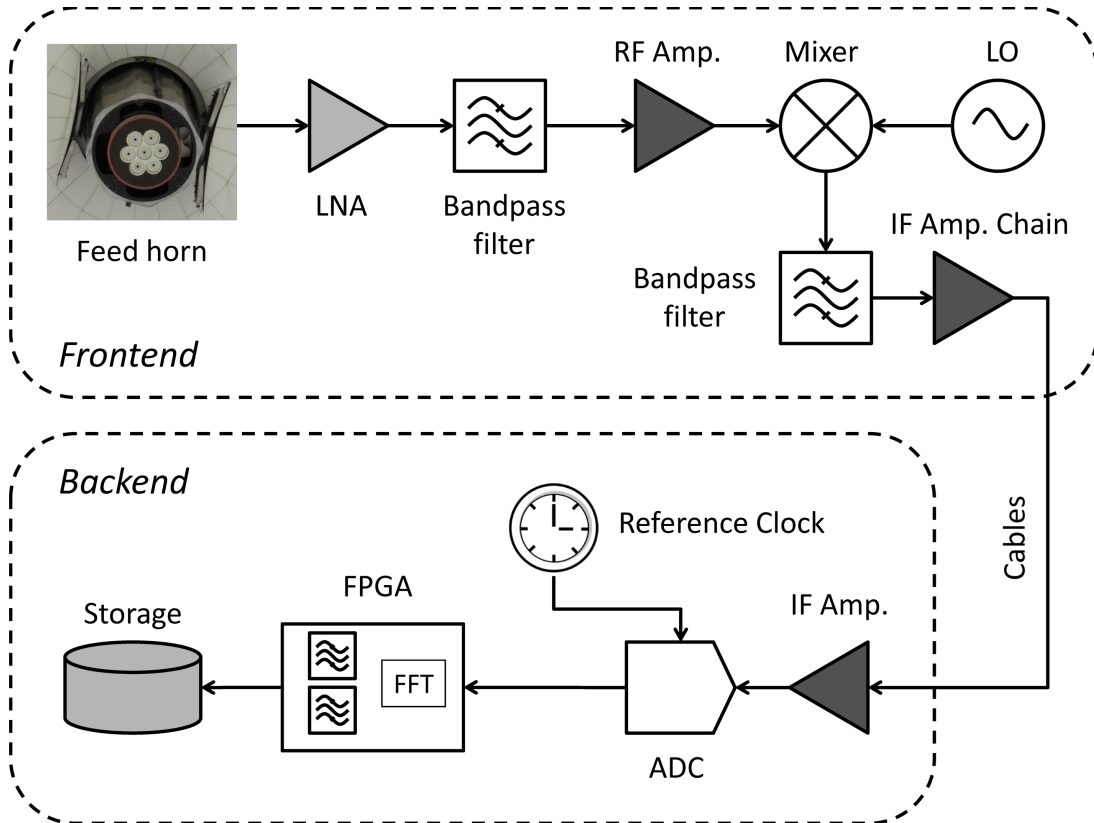 RF Amp.
Mixer
LO
LNA
Bandpass
filter
Feed horn
IF Amp. Chain
Bandpass
filter
Frontend
Cables
Backend
Reference Clock
FPGA
Storage
IF Amp.
FFT
ADC